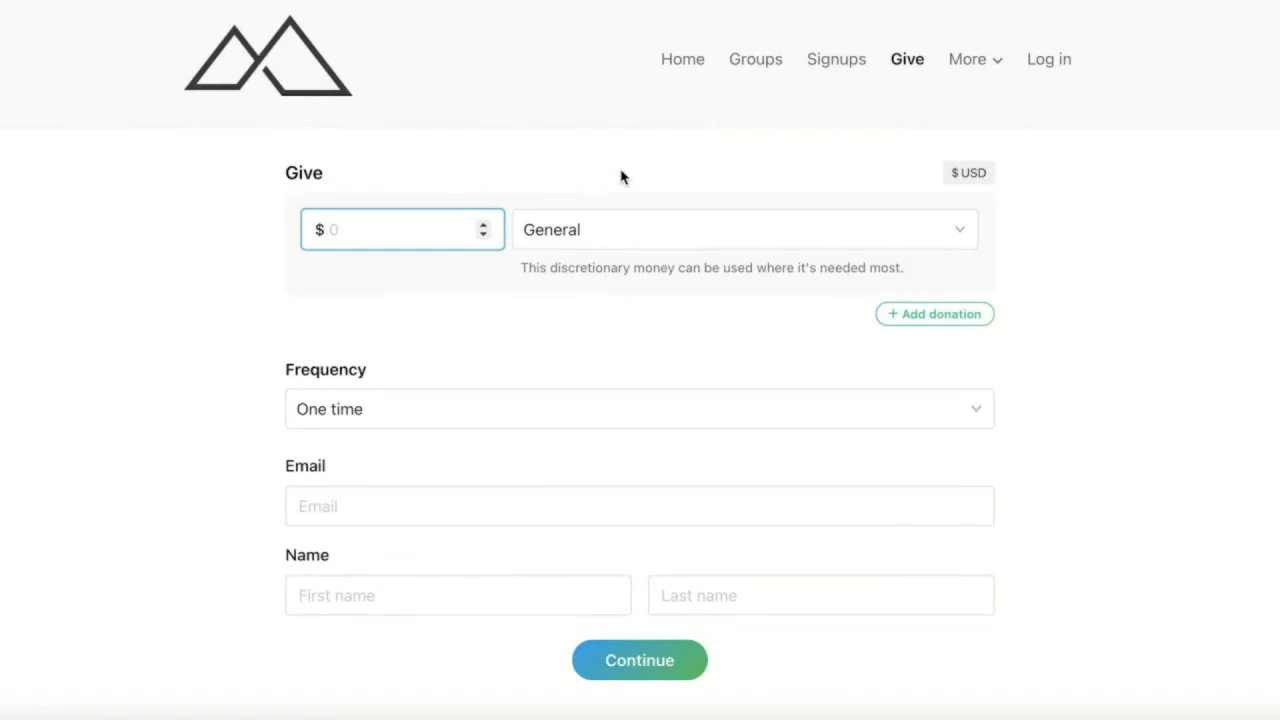 Home Groups Signups Give More Log in
Give
$ USD
$ 0
General
This discretionary money can be used where it's needed most.
+ Add donation
Frequency
One time
Email
Email
Name
First name
Last name
Continue